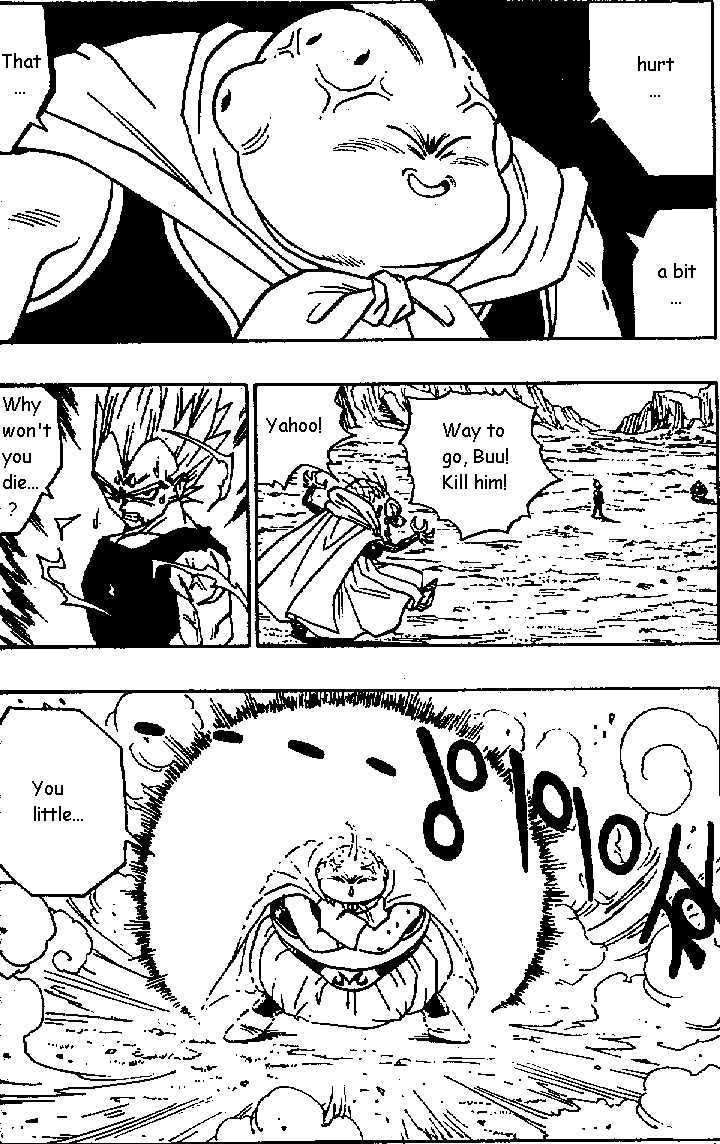 That
...
hurt
...
a bit
...
Why
won't
you
die...
?
Yahoo!
Way to
go, Buu!
Kill him!
You
little...